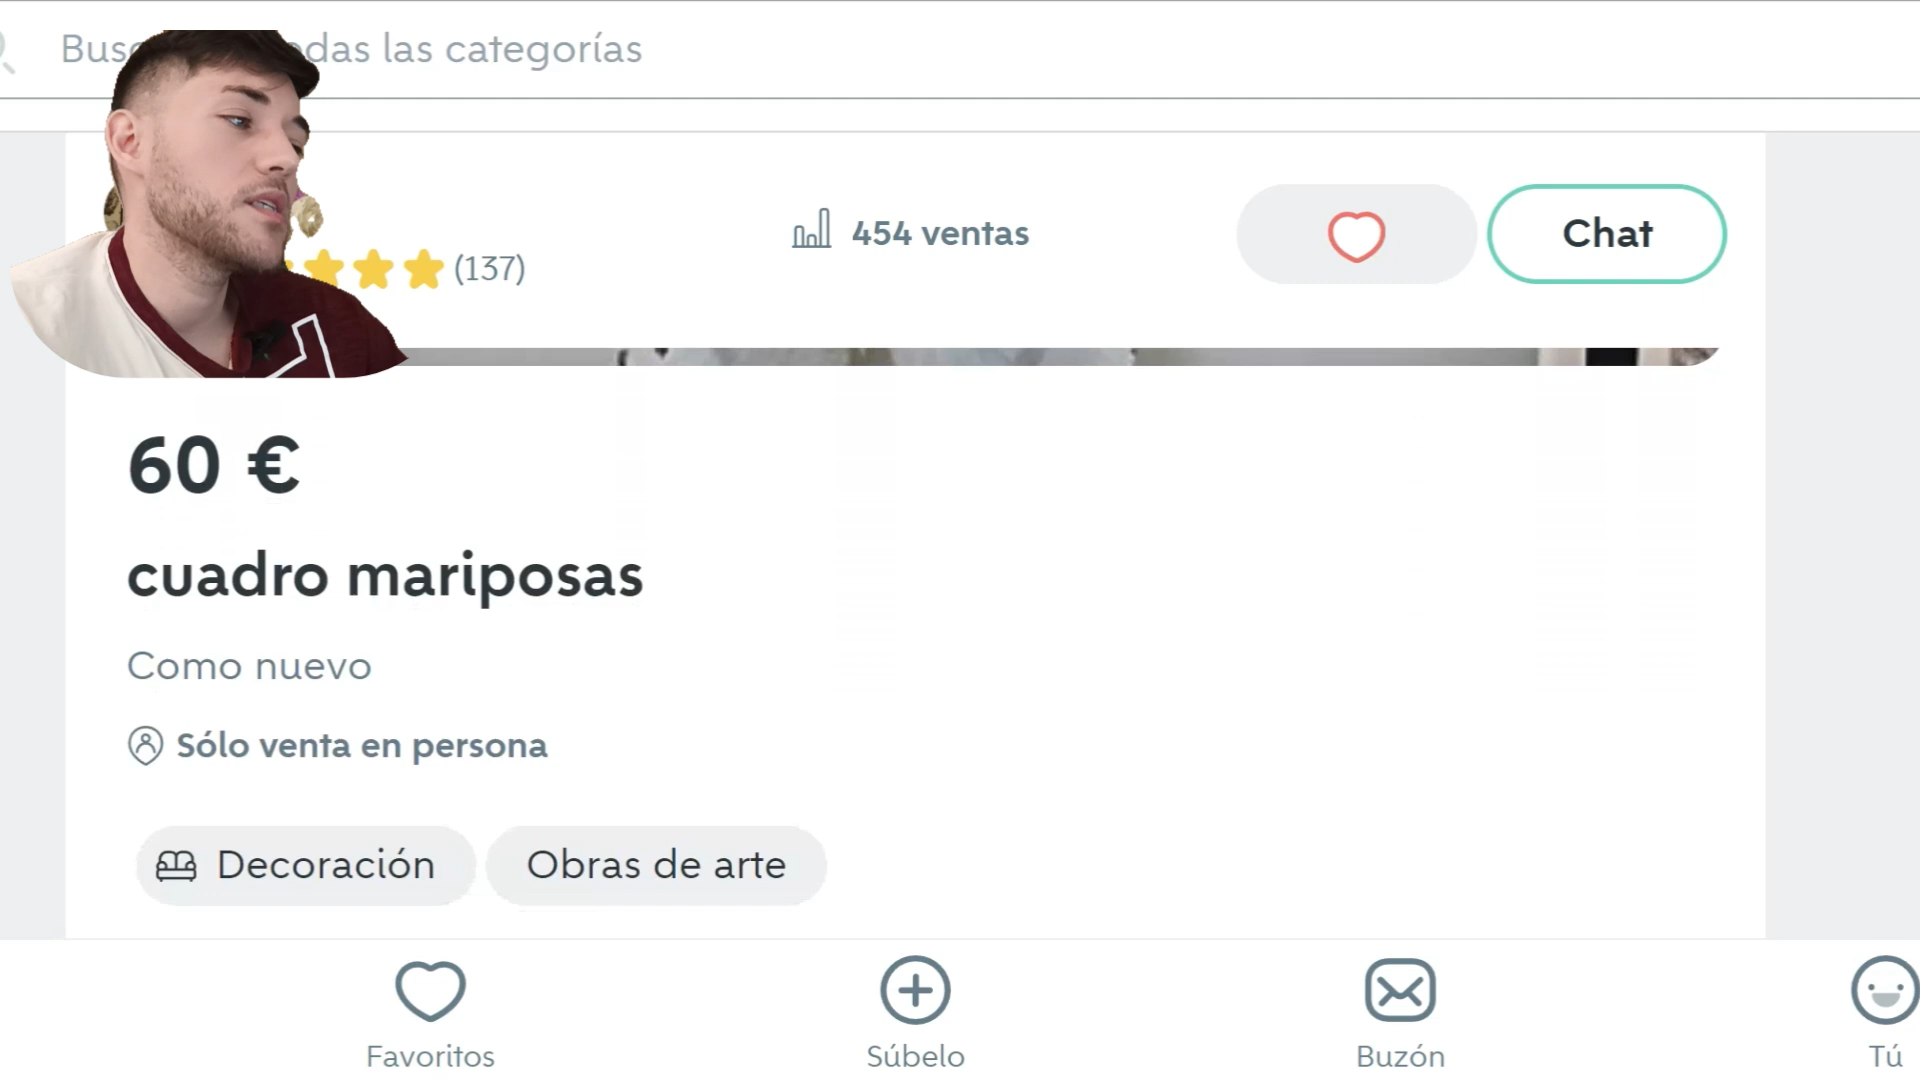 das las categorías
454 ventas
Chat
(137)
60 €
cuadro mariposas
Como nuevo
Sólo venta en persona
Decoración
Obras de arte
Favoritos
Súbelo
Buzón
Tú